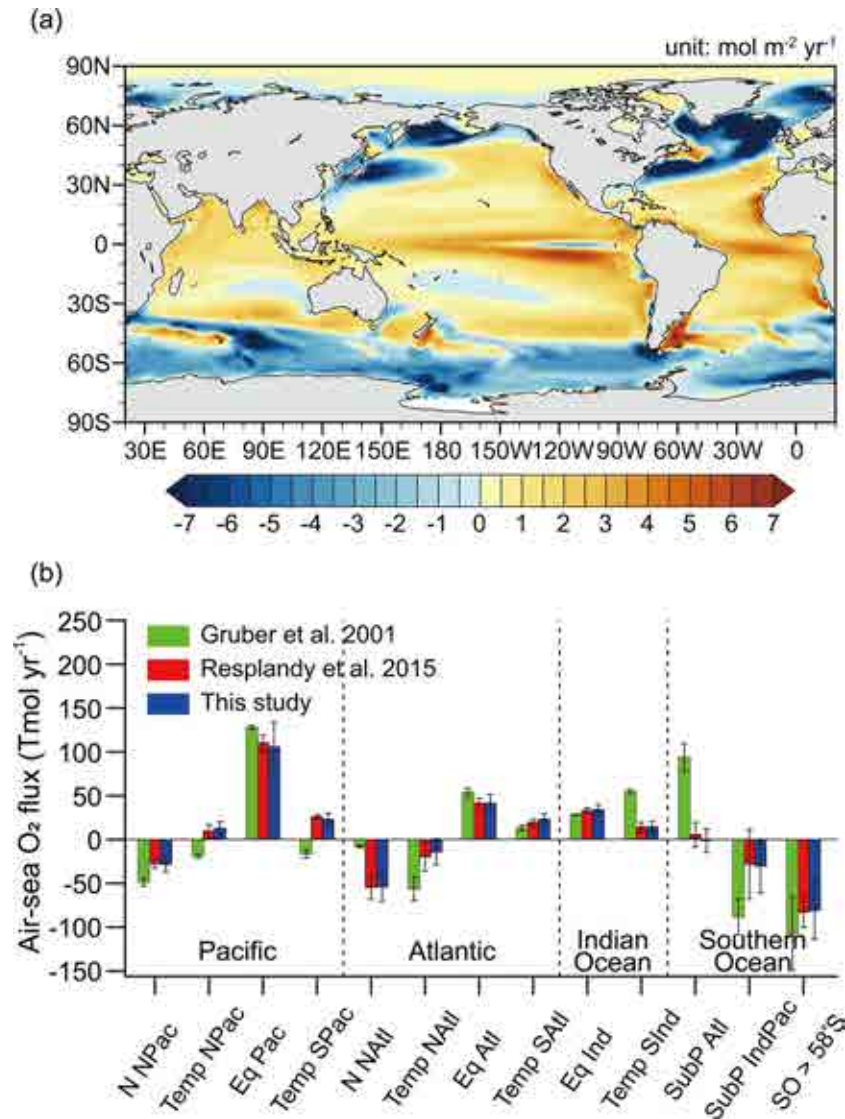 (a)
unit: mol m⁻² yr⁻¹
90N
60N
30N
0
30S
60S
90S
30E 60E 90E 120E 150E 180 150W 120W 90W 60W 30W 0
-7 -6 -5 -4 -3 -2 -1 0 1 2 3 4 5 6 7
(b)
Air-sea O₂ flux (Tmol yr⁻¹)
250
200
150
100
50
0
-50
-100
-150
Gruber et al. 2001
Resplandy et al. 2015
This study
Pacific
Atlantic
Indian
Ocean
Southern
Ocean
N NPac
Temp NPac
Eq Pac
Temp SPac
N NAtl
Temp NAtl
Eq Atl
Temp SAtl
Eq Ind
Temp SInd
SubP Atl
SubP IndPac
SO > 58°S